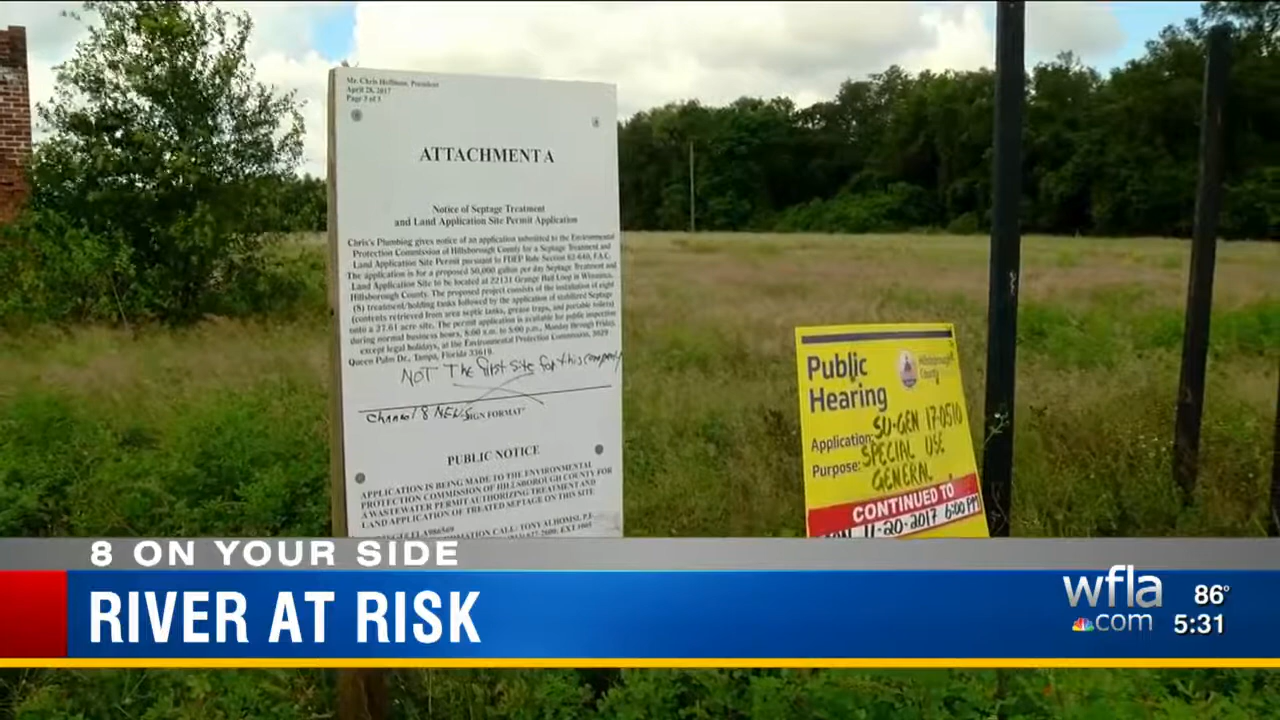 Mr. Chris Hoffman, President
April 28, 2017
Page 3 of 3
ATTACHMENT A
Notice of Septage Treatment
and Land Application Site Permit Application
Chris's Plumbing gives notice of an application submitted to the Environmental
Protection Commission of Hillsborough County for a Septage Treatment and
Land Application Site Permit pursuant to FDEP Rule Section 62-640, F.A.C.
The application is for a proposed 50,000 gallon per day Septage Treatment and
Land Application Site to be located at 22131 Grange Hall Loop in Wimauma,
Hillsborough County. The proposed project consists of the installation of eight
(8) treatment/holding tanks followed by the application of stabilized Septage
(contents retrieved from area septic tanks, grease traps, and portable toilets)
onto a 27.61 acre site. The permit application is available for public inspection
during normal business hours, 8:00 a.m. to 5:00 p.m., Monday through Friday,
except legal holidays, at the Environmental Protection Commission, 3629
Queen Palm Dr., Tampa, Florida 33619.
NOT THE first site for this company
Channel 8 NEWS SIGN FORMAT"
PUBLIC NOTICE
APPLICATION IS BEING MADE TO THE ENVIRONMENTAL
PROTECTION COMMISSION OF HILLSBOROUGH COUNTY FOR
A WASTEWATER PERMIT AUTHORIZING TREATMENT AND
LAND APPLICATION OF TREATED SEPTAGE ON THIS SITE
CALL: TONY
EXT
Public
Hearing
Hillsborough
County
Application: SU-GEN 17-0510
Purpose: SPECIAL USE
GENERAL
CONTINUED TO
11-20-2017 6:00 PM
8 ON YOUR SIDE
RIVER AT RISK
wfla
.com
86°
5:31